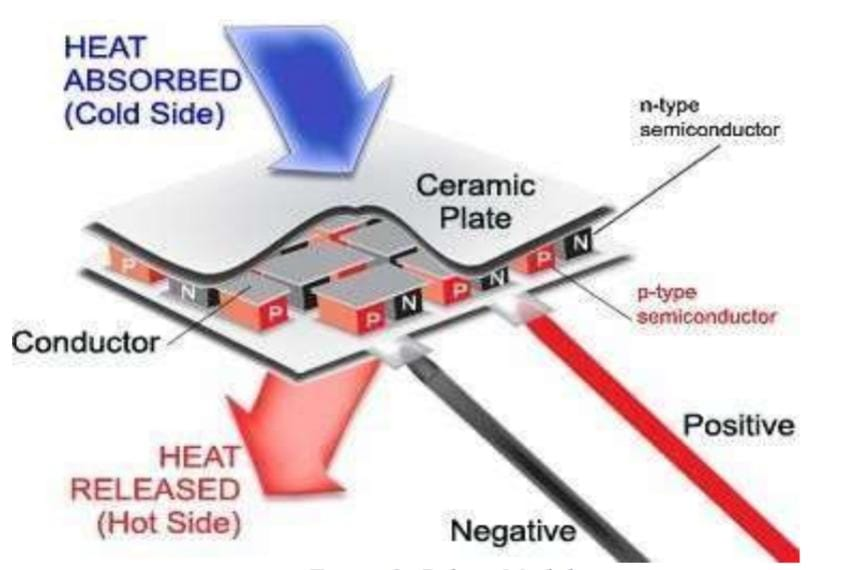 HEAT
ABSORBED
(Cold Side)
n-type
semiconductor
Ceramic
Plate
N
P
P
N
N
P
P
N
P
p-type
semiconductor
Conductor
Positive
HEAT
RELEASED
(Hot Side)
Negative